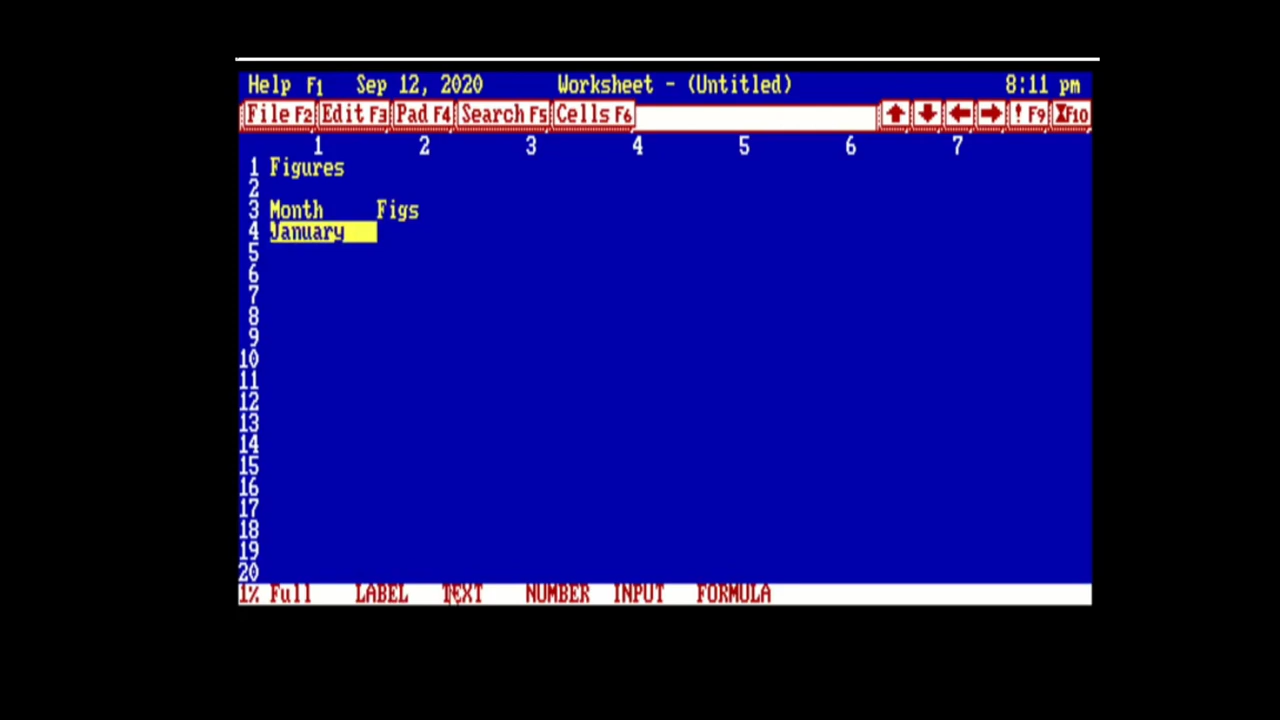 Help F1 Sep 12, 2020 Worksheet - (Untitled) 8:11 pm
File F2 Edit F3 Pad F4 Search F5 Cells F6 ! F9 F10
1 2 3 4 5 6 7
1 Figures
2
3 Month Figs
4 January
5
6
7
8
9
10
11
12
13
14
15
16
17
18
19
20
1% Full LABEL TEXT NUMBER INPUT FORMULA